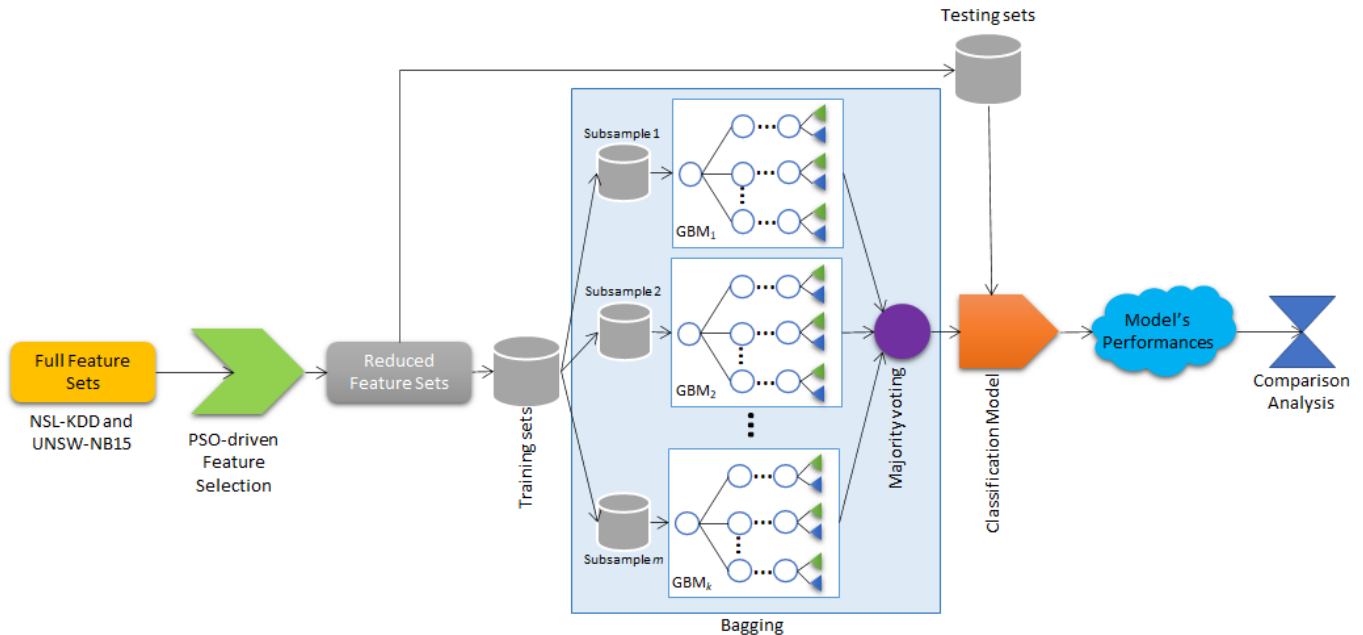 Testing sets
Subsample 1
GBM1
Subsample 2
GBM2
Subsample m
GBMk
Full Feature
Sets
NSL-KDD and
UNSW-NB15
PSO-driven
Feature
Selection
Reduced
Feature Sets
Training sets
Majority voting
Classification Model
Model's
Performances
Comparison
Analysis
Bagging